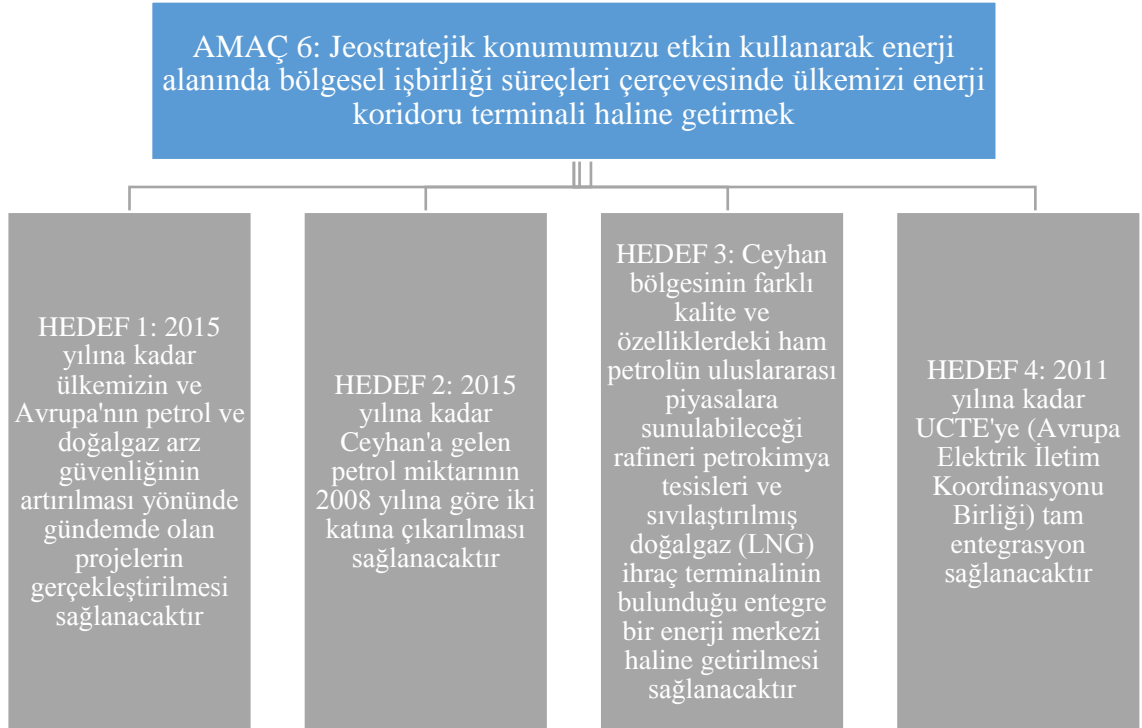 AMAÇ 6: Jeostratejik konumumuzu etkin kullanarak enerji
alanında bölgesel işbirliği süreçleri çerçevesinde ülkemizi enerji
koridoru terminali haline getirmek
HEDEF 1: 2015
yılına kadar
ülkemizin ve
Avrupa'nın petrol ve
doğalgaz arz
güvenliğinin
artırılması yönünde
gündemde olan
projelerin
gerçekleştirilmesi
sağlanacaktır
HEDEF 2: 2015
yılına kadar
Ceyhan'a gelen
petrol miktarının
2008 yılına göre iki
katına çıkarılması
sağlanacaktır
HEDEF 3: Ceyhan
bölgesinin farklı
kalite ve
özelliklerdeki ham
petrolün uluslararası
piyasalara
sunulabileceği
rafineri petrokimya
tesisleri ve
sıvılaştırılmış
doğalgaz (LNG)
ihraç terminalinin
bulunduğu entegre
bir enerji merkezi
haline getirilmesi
sağlanacaktır
HEDEF 4: 2011
yılına kadar
UCTE'ye (Avrupa
Elektrik İletim
Koordinasyonu
Birliği) tam
entegrasyon
sağlanacaktır